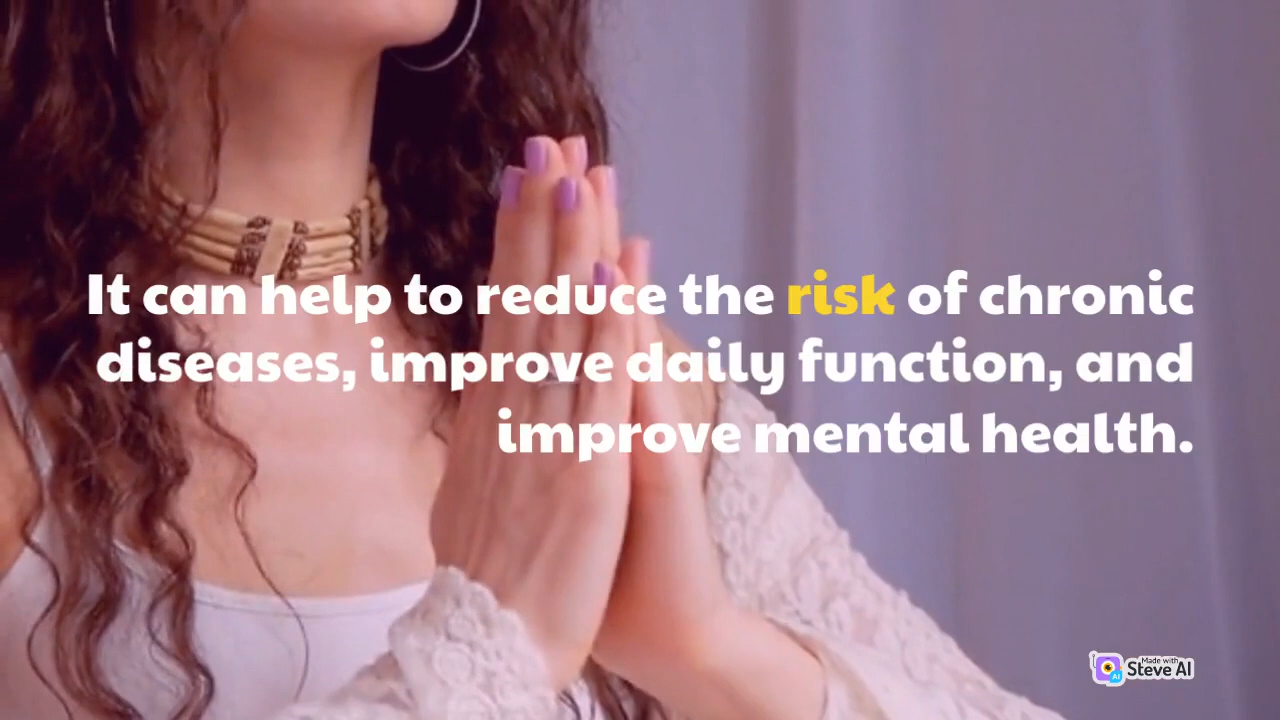 It can help to reduce the risk of chronic
diseases, improve daily function, and
improve mental health.
Made with
Steve AI
AI